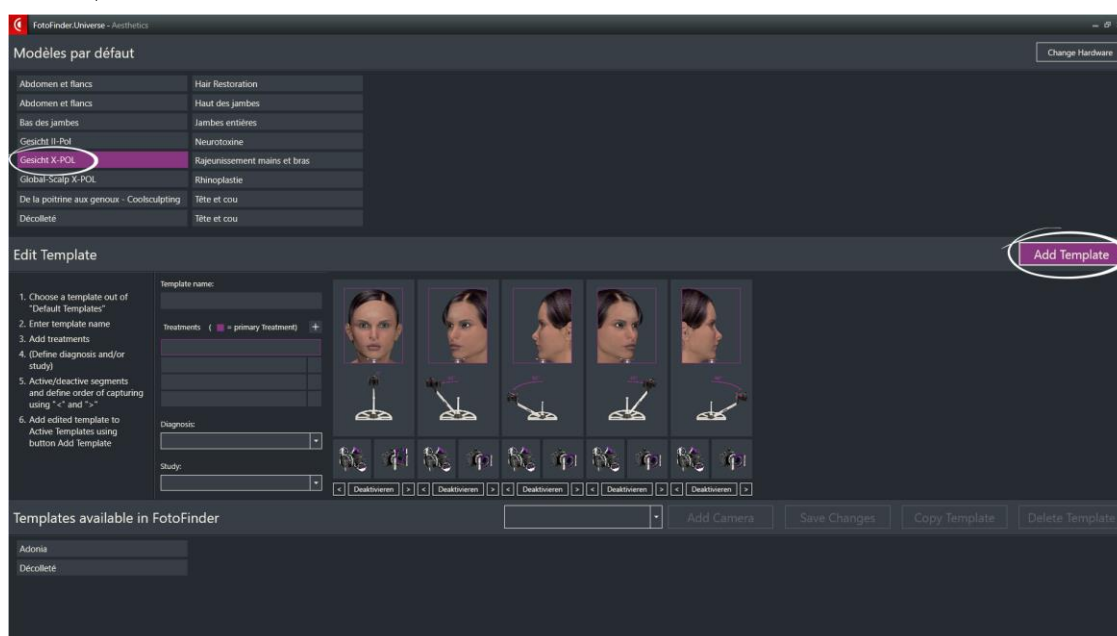 FotoFinder.Universe - Aesthetics
Modèles par défaut
Change Hardware
Abdomen et flancs
Hair Restoration
Abdomen et flancs
Haut des jambes
Bas des jambes
Jambes entières
Gesicht II-Pol
Neurotoxine
Gesicht X-POL
Rajeunissement mains et bras
Global-Scalp X-POL
Rhinoplastie
De la poitrine aux genoux - Coolsculpting
Tête et cou
Décolleté
Tête et cou
Edit Template
Add Template
1. Choose a template out of
"Default Templates"
2. Enter template name
3. Add treatments
4. (Define diagnosis and/or
study)
5. Active/deactive segments
and define order of capturing
using "<" and ">"
6. Add edited template to
Active Templates using
button Add Template
Template name:
Treatments ( = primary Treatment) +
Diagnosis:
Study:
< Deaktivieren > < Deaktivieren > < Deaktivieren > < Deaktivieren > < Deaktivieren >
Templates available in FotoFinder
Add Camera
Save Changes
Copy Template
Delete Template
Adonia
Décolleté